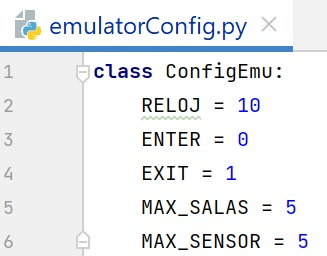 emulatorConfig.py
1 class ConfigEmu:
2 RELOJ = 10
3 ENTER = 0
4 EXIT = 1
5 MAX_SALAS = 5
6 MAX_SENSOR = 5